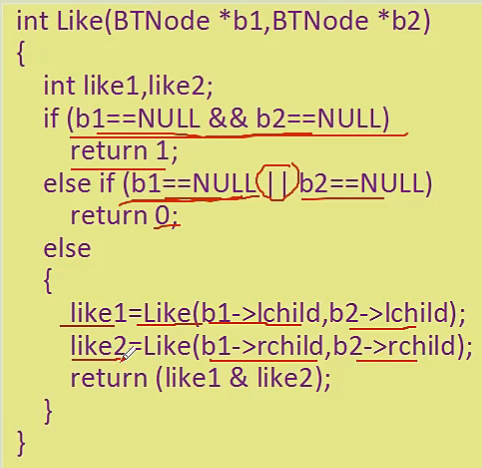 int Like(BTNode *b1,BTNode *b2)
{
int like1,like2;
if (b1==NULL && b2==NULL)
return 1;
else if (b1==NULL || b2==NULL)
return 0;
else
{
like1=Like(b1->lchild,b2->lchild);
like2=Like(b1->rchild,b2->rchild);
return (like1 & like2);
}
}